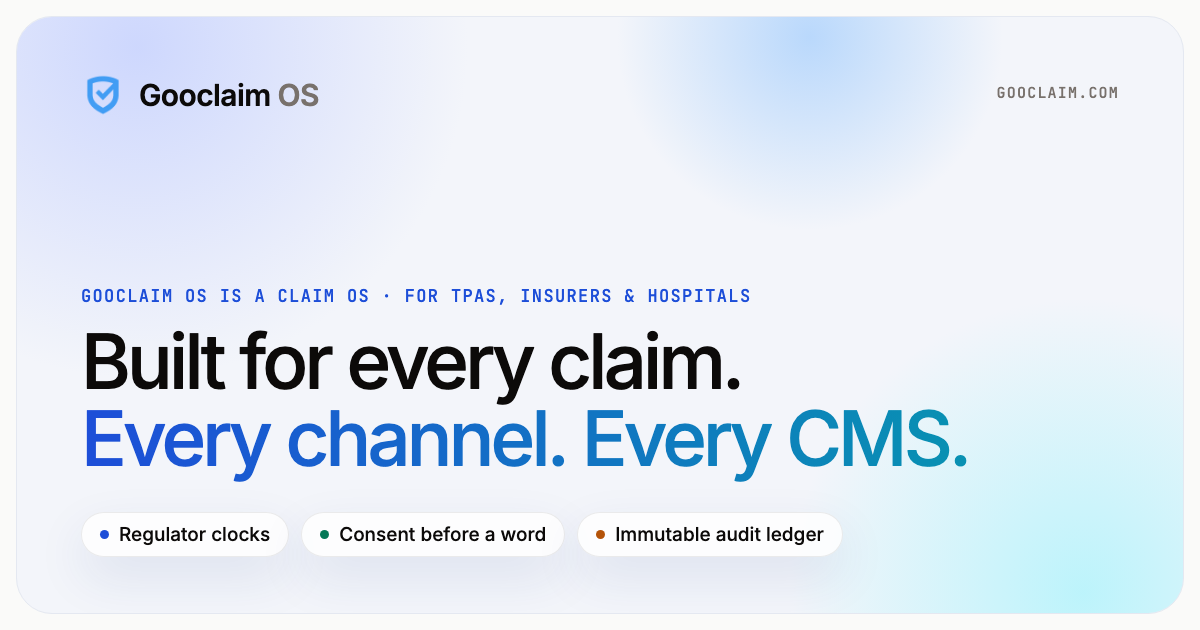 Gooclaim OS
GOOCLAIM.COM
GOOCLAIM OS IS A CLAIM OS · FOR TPAS, INSURERS & HOSPITALS
Built for every claim.
Every channel. Every CMS.
Regulator clocks
Consent before a word
Immutable audit ledger